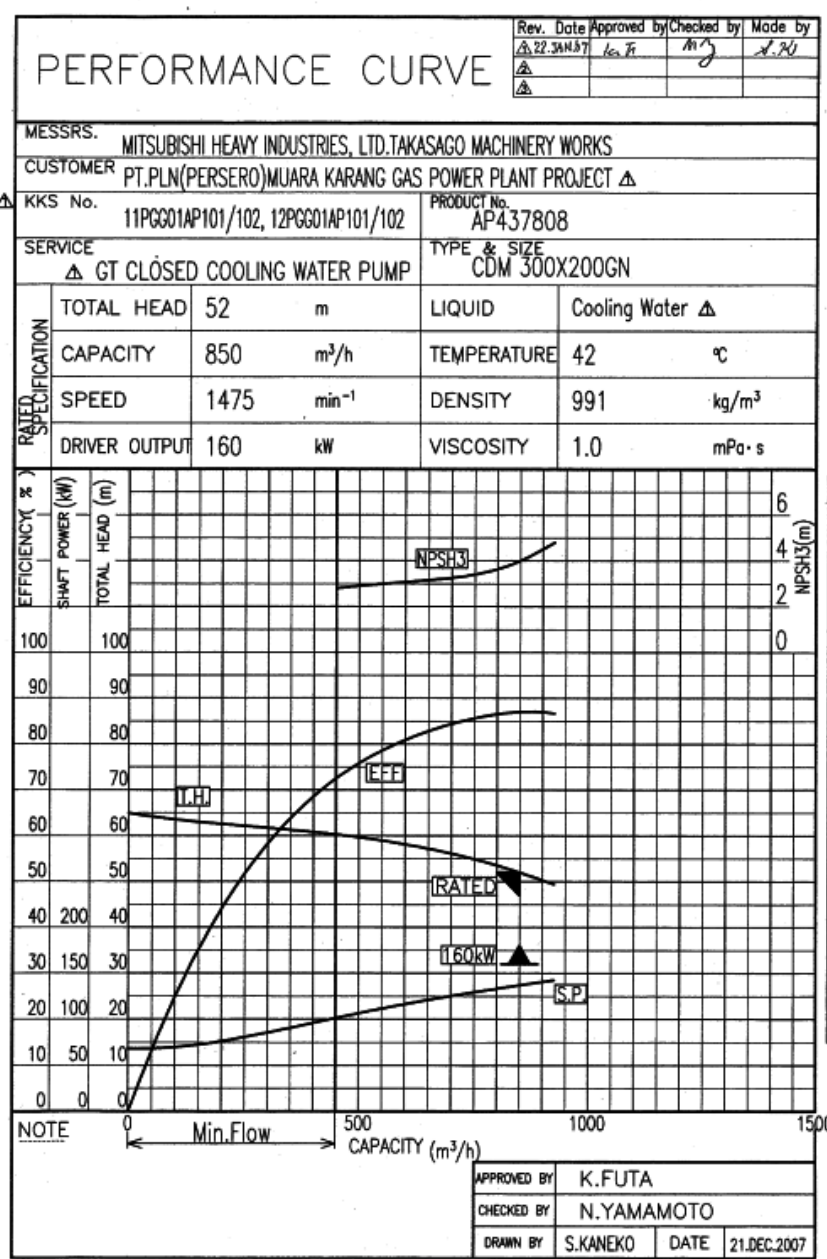 PERFORMANCE CURVE
Rev. Date Approved by Checked by Made by
1 22.JAN.'07
2
3
MESSRS. MITSUBISHI HEAVY INDUSTRIES, LTD.TAKASAGO MACHINERY WORKS
CUSTOMER PT.PLN(PERSERO)MUARA KARANG GAS POWER PLANT PROJECT
KKS No. 11PGG01AP101/102, 12PGG01AP101/102
PRODUCT No. AP437808
SERVICE GT CLOSED COOLING WATER PUMP
TYPE & SIZE CDM 300X200GN
RATED SPECIFICATION
TOTAL HEAD 52 m LIQUID Cooling Water
CAPACITY 850 m³/h TEMPERATURE 42 ℃
SPEED 1475 min⁻¹ DENSITY 991 kg/m³
DRIVER OUTPUT 160 kW VISCOSITY 1.0 mPa·s
EFFICIENCY( % )
SHAFT POWER (kW)
TOTAL HEAD (m)
NPSH3(m)
6
4
2
0
NPSH3
100 100
90 90
80 80
70 70
60 60
50 50
40 200 40
30 150 30
20 100 20
10 50 10
0 0 0
EFF
T.H.
RATED
160kW
S.P.
0 500 1000 1500
Min.Flow
CAPACITY (m³/h)
NOTE
APPROVED BY K.FUTA
CHECKED BY N.YAMAMOTO
DRAWN BY S.KANEKO DATE 21.DEC.2007